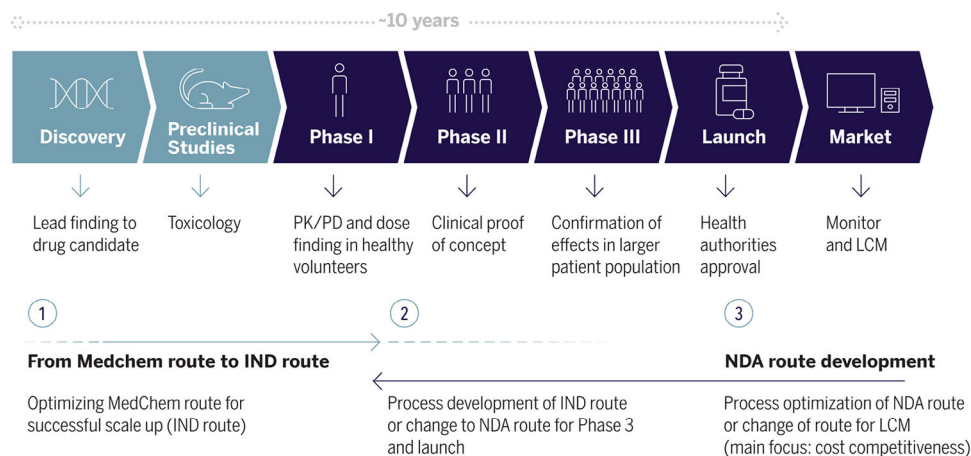 ~10 years
Discovery
Preclinical
Studies
Phase I
Phase II
Phase III
Launch
Market
Lead finding to
drug candidate
Toxicology
PK/PD and dose
finding in healthy
volunteers
Clinical proof
of concept
Confirmation of
effects in larger
patient population
Health
authorities
approval
Monitor
and LCM
1
2
3
From Medchem route to IND route
NDA route development
Optimizing MedChem route for
successful scale up (IND route)
Process development of IND route
or change to NDA route for Phase 3
and launch
Process optimization of NDA route
or change of route for LCM
(main focus: cost competitiveness)